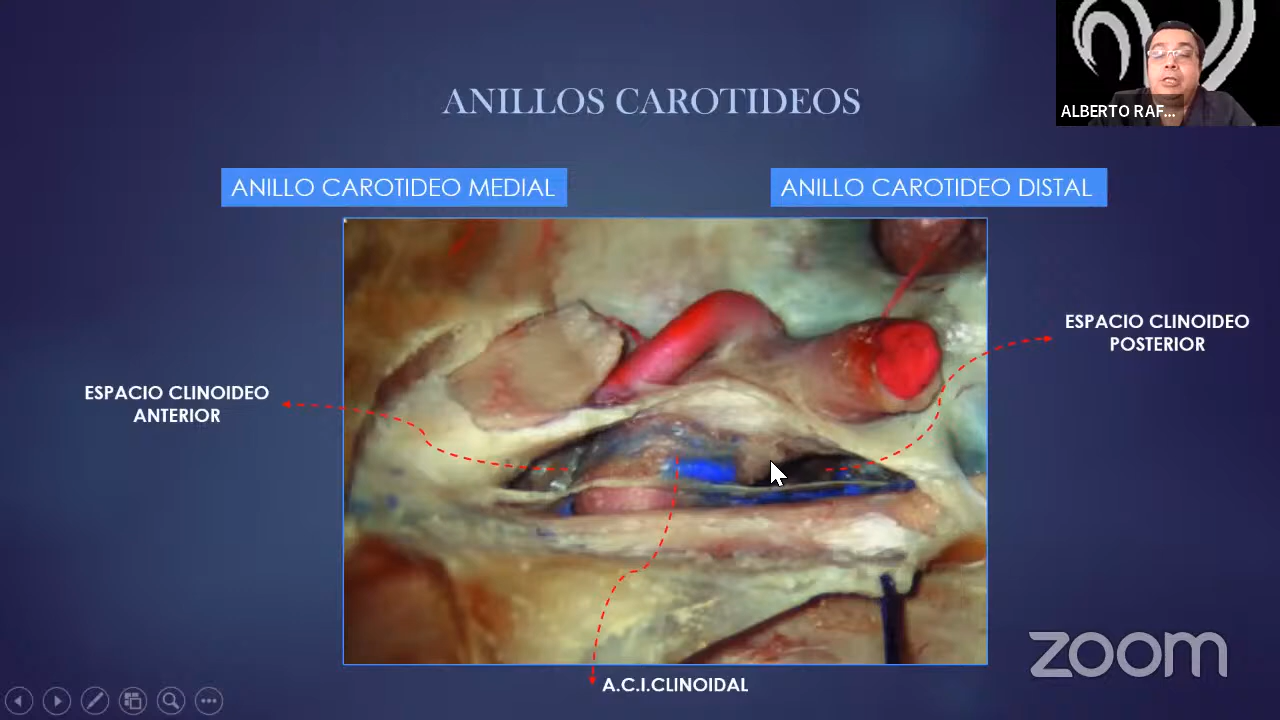 ALBERTO RAF...
ANILLOS CAROTIDEOS
ANILLO CAROTIDEO MEDIAL
ANILLO CAROTIDEO DISTAL
ESPACIO CLINOIDEO
POSTERIOR
ESPACIO CLINOIDEO
ANTERIOR
A.C.I.CLINOIDAL
zoom